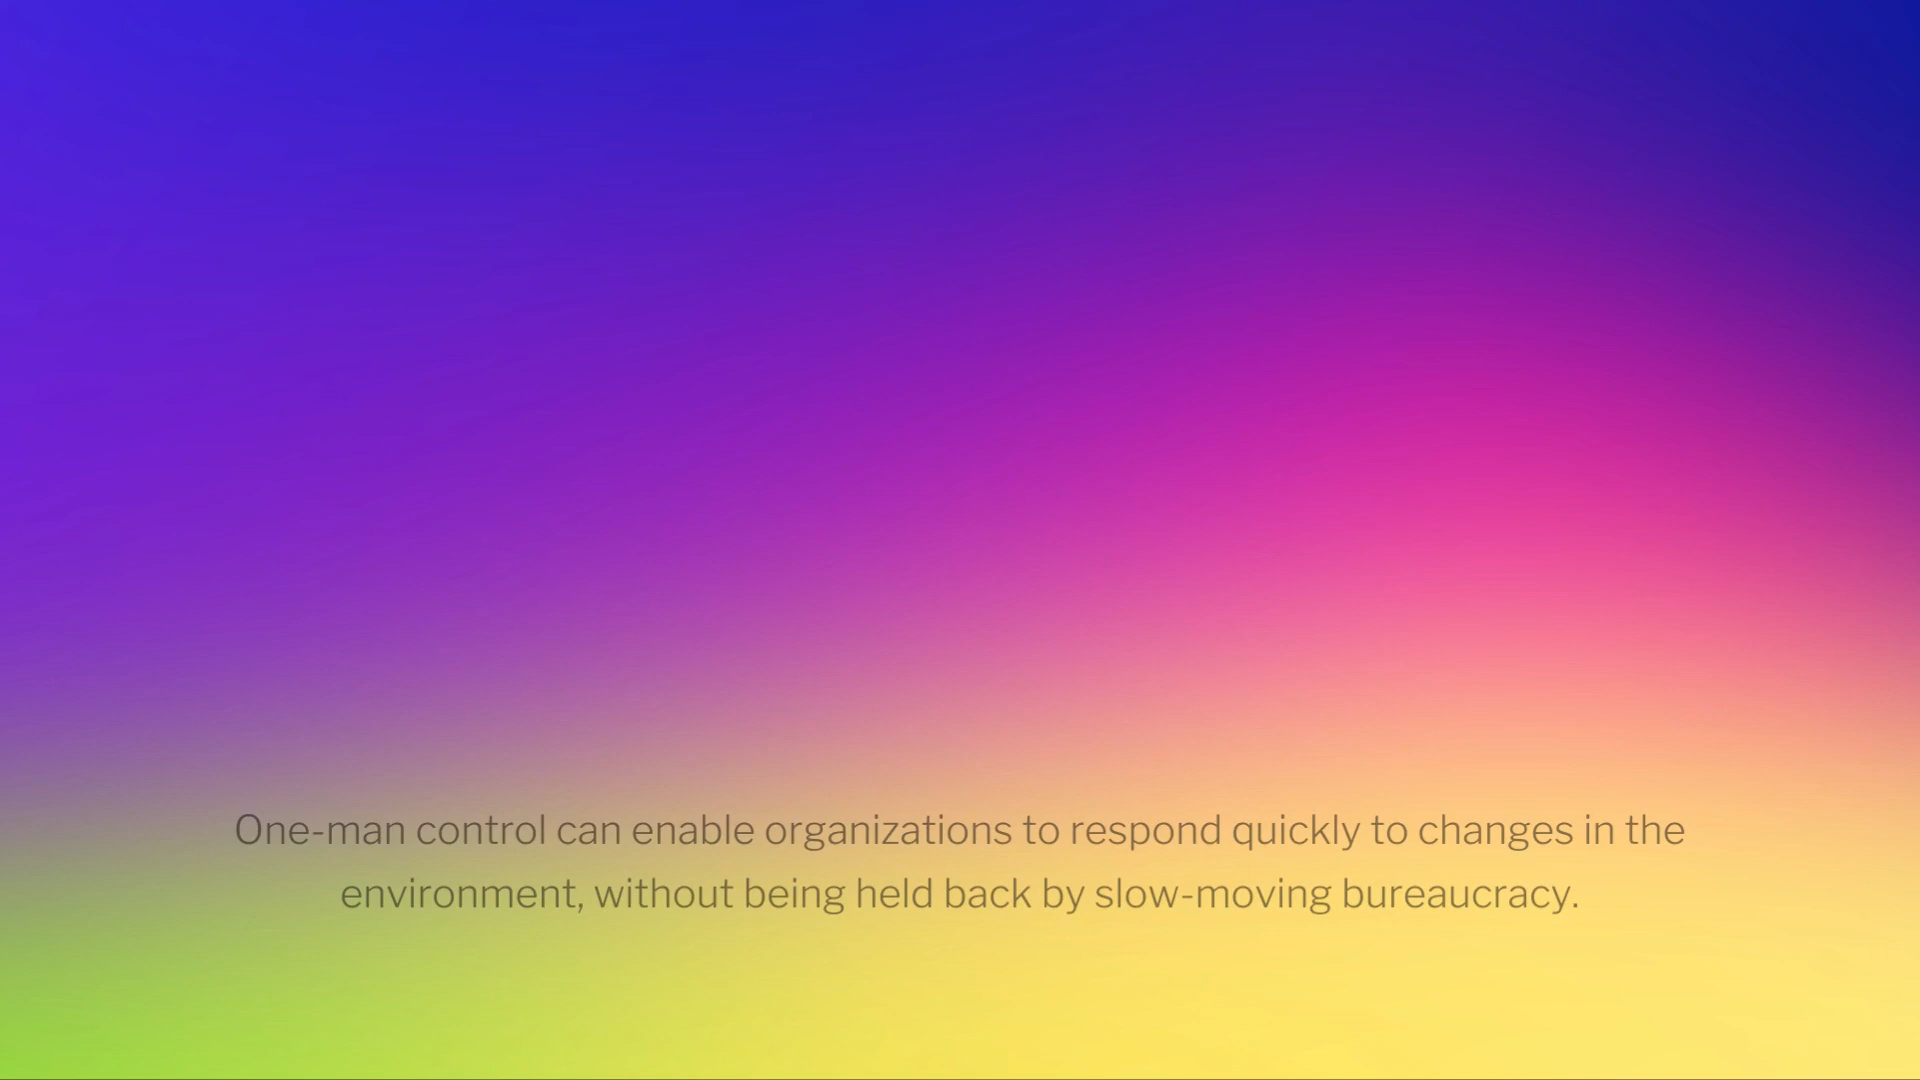 One-man control can enable organizations to respond quickly to changes in the
environment, without being held back by slow-moving bureaucracy.